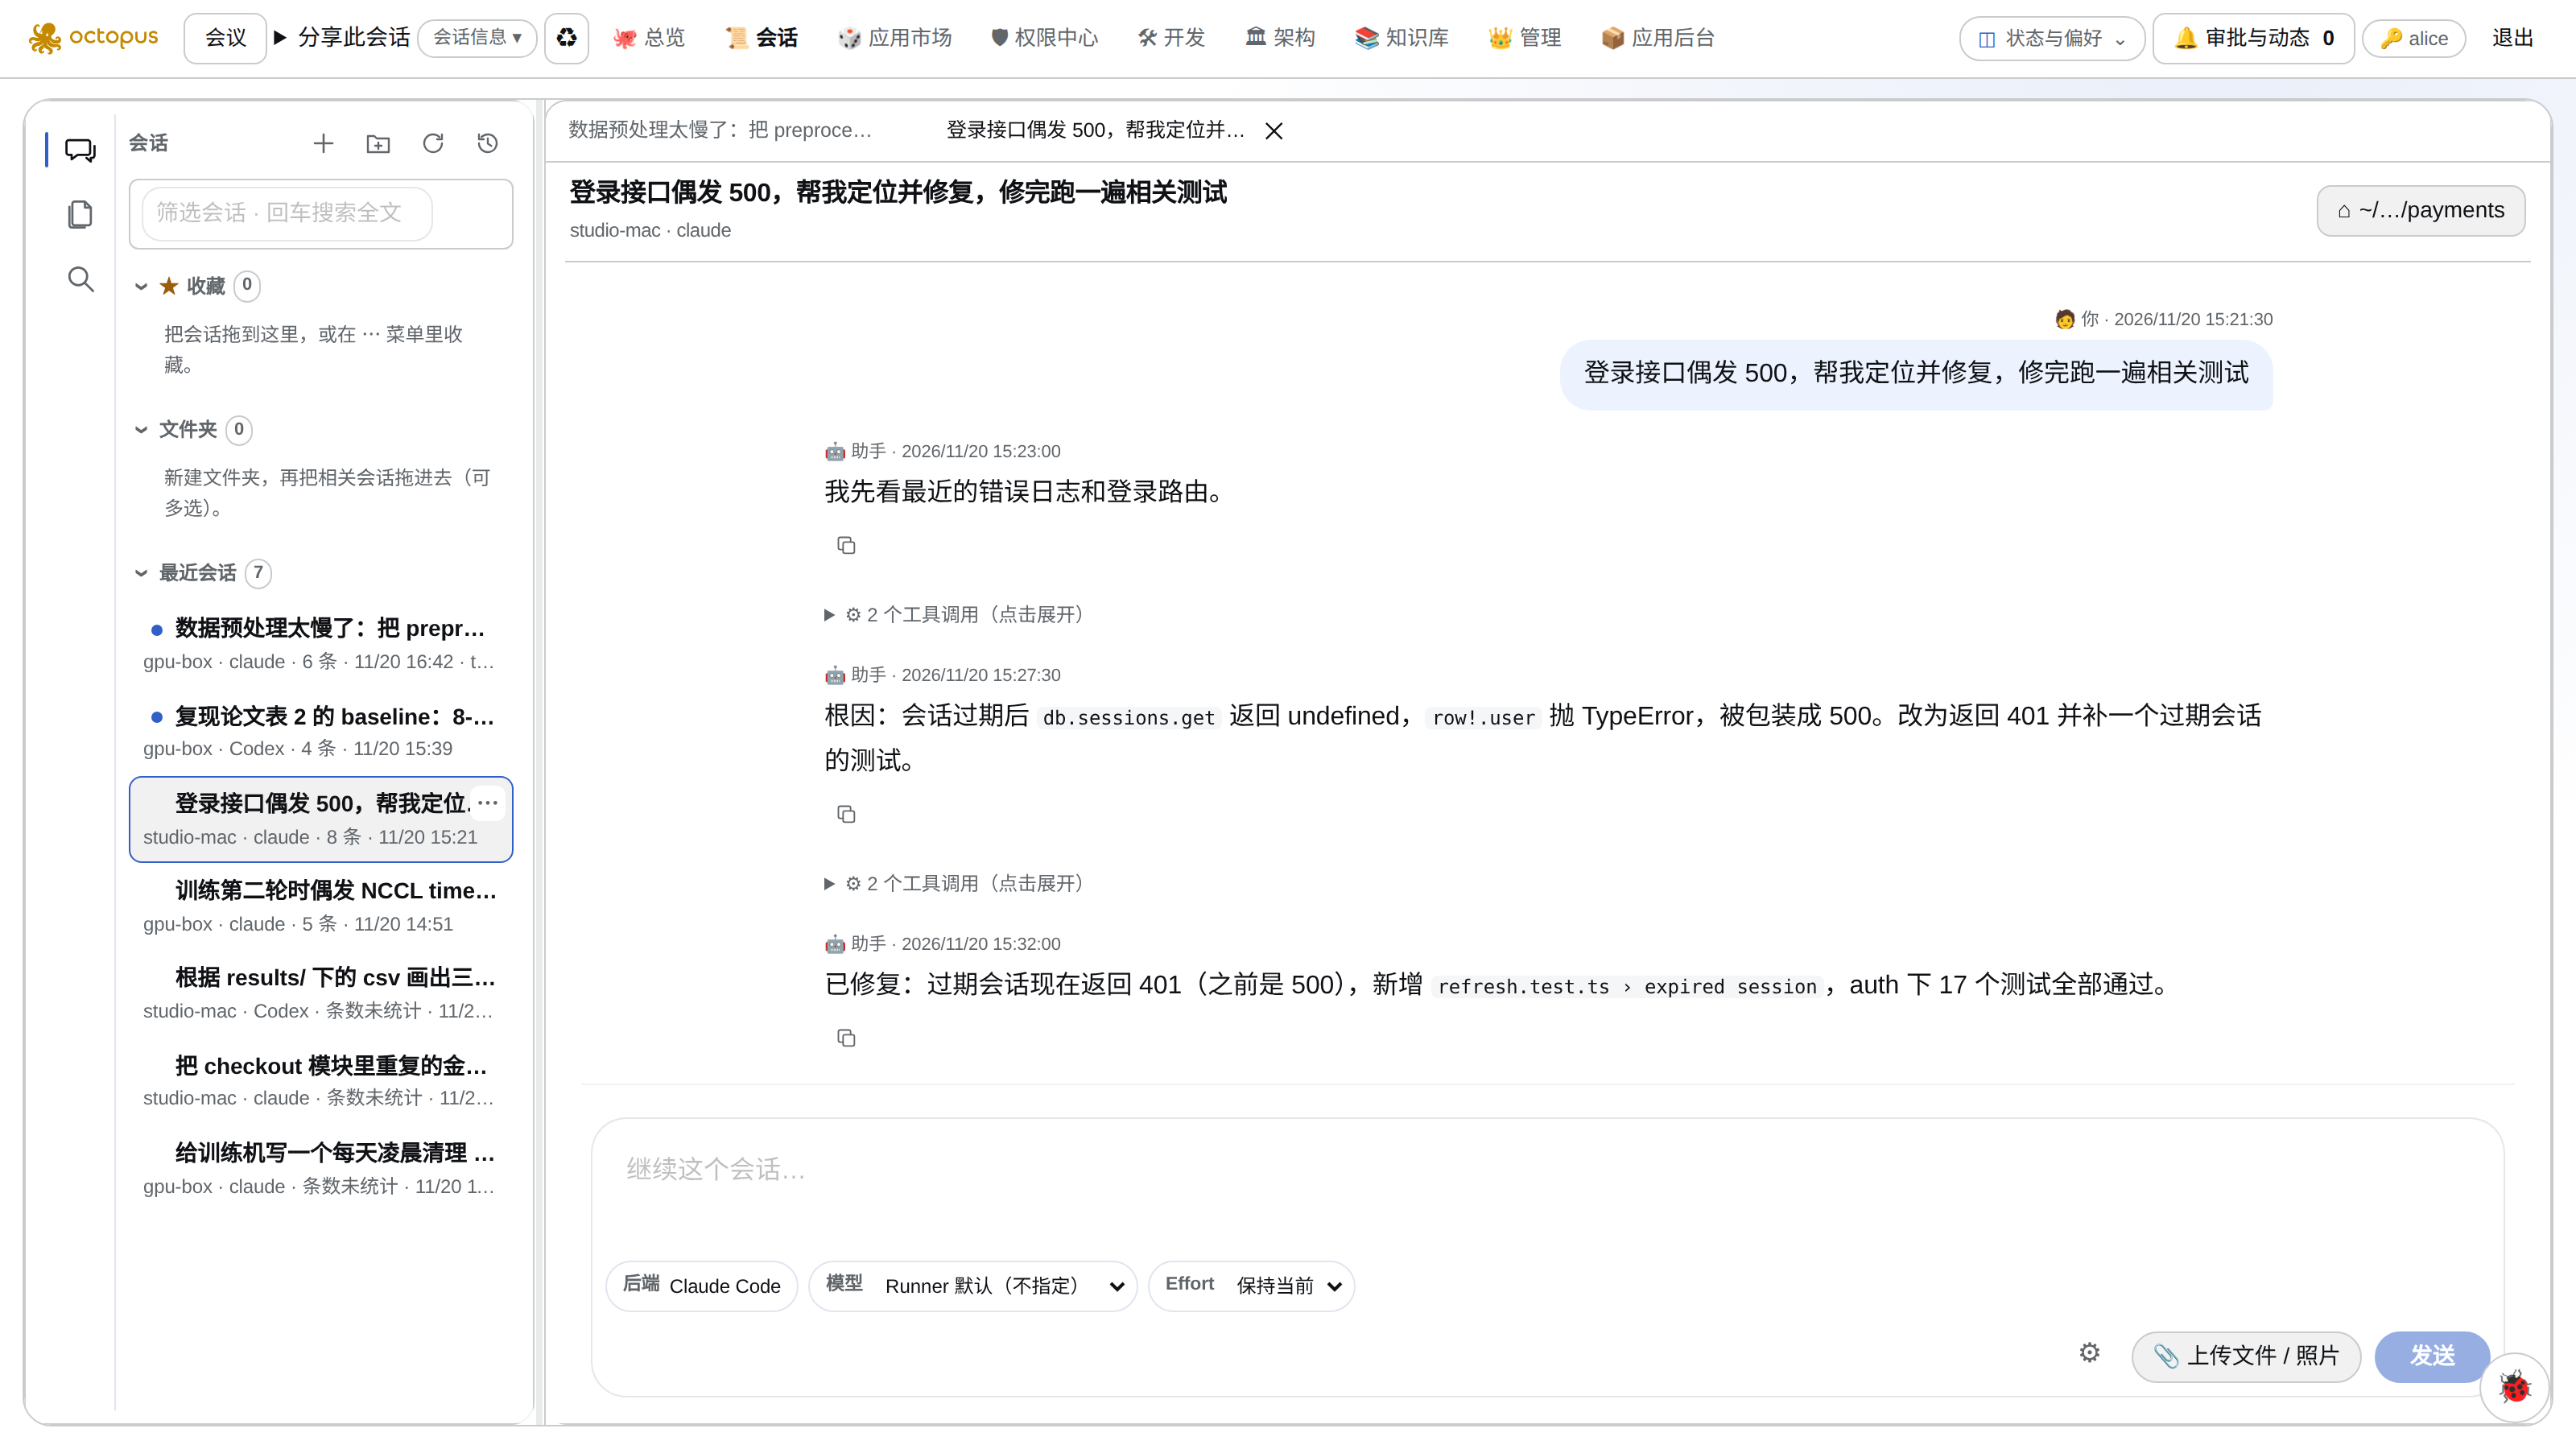 octopus 会议 ▶ 分享此会话 会话信息 ▾ 总览 会话 应用市场 权限中心 开发 架构 知识库 管理 应用后台 状态与偏好 审批与动态 0 alice 退出
会话
筛选会话 · 回车搜索全文
★ 收藏 0
把会话拖到这里，或在 ··· 菜单里收
藏。
文件夹 0
新建文件夹，再把相关会话拖进去（可
多选）。
最近会话 7
数据预处理太慢了：把 prepr…
gpu-box · claude · 6 条 · 11/20 16:42 · t…
复现论文表 2 的 baseline：8-…
gpu-box · Codex · 4 条 · 11/20 15:39
登录接口偶发 500，帮我定位. ···
studio-mac · claude · 8 条 · 11/20 15:21
训练第二轮时偶发 NCCL time…
gpu-box · claude · 5 条 · 11/20 14:51
根据 results/ 下的 csv 画出三…
studio-mac · Codex · 条数未统计 · 11/2…
把 checkout 模块里重复的金…
studio-mac · claude · 条数未统计 · 11/2…
给训练机写一个每天凌晨清理 …
gpu-box · claude · 条数未统计 · 11/20 1…
数据预处理太慢了：把 preproce… 登录接口偶发 500，帮我定位并…
登录接口偶发 500，帮我定位并修复，修完跑一遍相关测试
studio-mac · claude
⌂ ~/…/payments
你 · 2026/11/20 15:21:30
登录接口偶发 500，帮我定位并修复，修完跑一遍相关测试
助手 · 2026/11/20 15:23:00
我先看最近的错误日志和登录路由。
▶ ⚙ 2 个工具调用（点击展开）
助手 · 2026/11/20 15:27:30
根因：会话过期后 db.sessions.get 返回 undefined，row!.user 抛 TypeError，被包装成 500。改为返回 401 并补一个过期会话
的测试。
▶ ⚙ 2 个工具调用（点击展开）
助手 · 2026/11/20 15:32:00
已修复：过期会话现在返回 401（之前是 500），新增 refresh.test.ts › expired session，auth 下 17 个测试全部通过。
继续这个会话…
后端 Claude Code 模型 Runner 默认（不指定） Effort 保持当前
上传文件 / 照片 发送